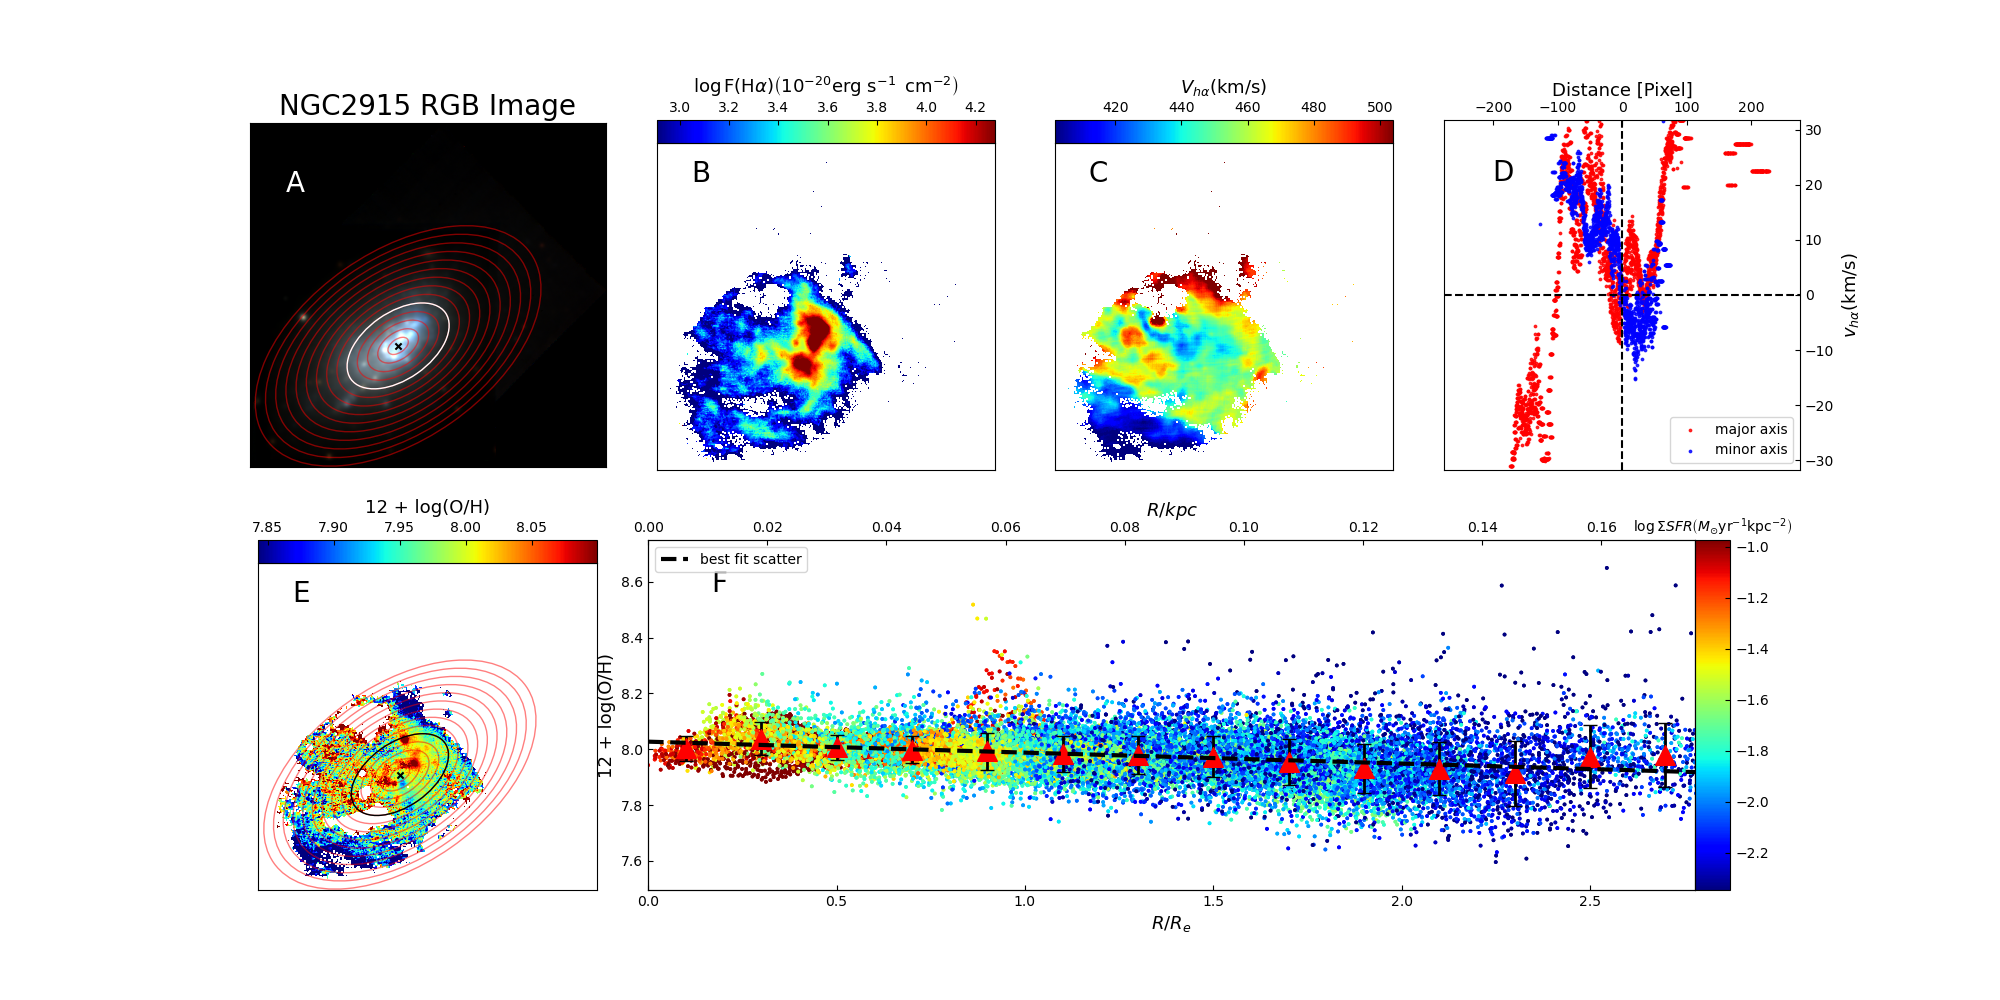 NGC2915 RGB Image
A
log F(Hα)(10⁻²⁰erg s⁻¹ cm⁻²)
3.0 3.2 3.4 3.6 3.8 4.0 4.2
B
V_hα(km/s)
420 440 460 480 500
C
Distance [Pixel]
−200 −100 0 100 200
D
30
20
10
0
−10
−20
−30
v_hα(km/s)
major axis
minor axis
12 + log(O/H)
7.85 7.90 7.95 8.00 8.05
E
R/kpc
0.00 0.02 0.04 0.06 0.08 0.10 0.12 0.14 0.16
log ΣSFR(M⊙yr⁻¹kpc⁻²)
best fit scatter
F
12 + log(O/H)
8.6
8.4
8.2
8.0
7.8
7.6
0.0 0.5 1.0 1.5 2.0 2.5
R/Rₑ
−1.0
−1.2
−1.4
−1.6
−1.8
−2.0
−2.2